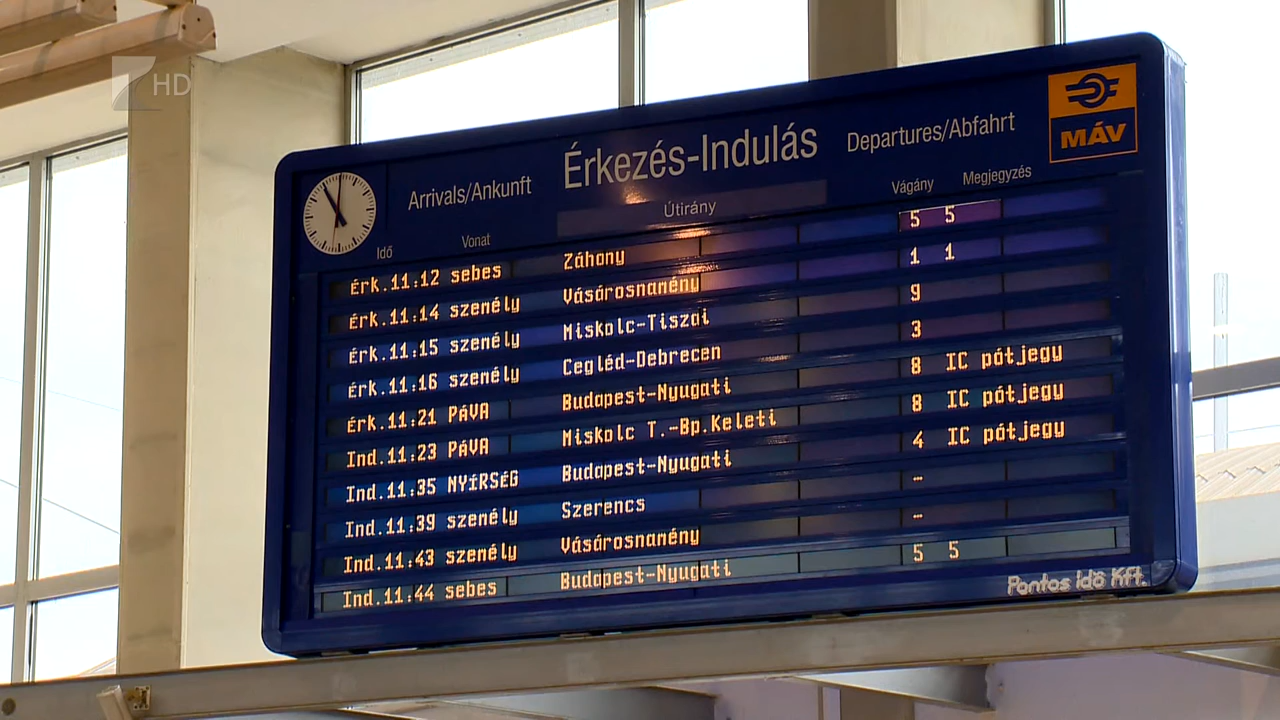 HD
Érkezés-Indulás
Arrivals/Ankunft
Departures/Abfahrt
MÁV
Idő Vonat Útirány Vágány Megjegyzés
érk.11:12 sebes Záhony 5 5
érk.11:14 személy Vásárosnamény 1 1
érk.11:15 személy Miskolc-Tiszai 9
érk.11:16 személy Cegléd-Debrecen 3
érk.11:21 PÁVA Budapest-Nyugati 8 IC pótjegy
Ind.11:23 PÁVA Miskolc T.-Bp.Keleti 8 IC pótjegy
Ind.11:35 NYÍRSÉG Budapest-Nyugati 4 IC pótjegy
Ind.11:39 személy Szerencs –
Ind.11:43 személy Vásárosnamény –
Ind.11:44 sebes Budapest-Nyugati 5 5
Pontos idő Kft.